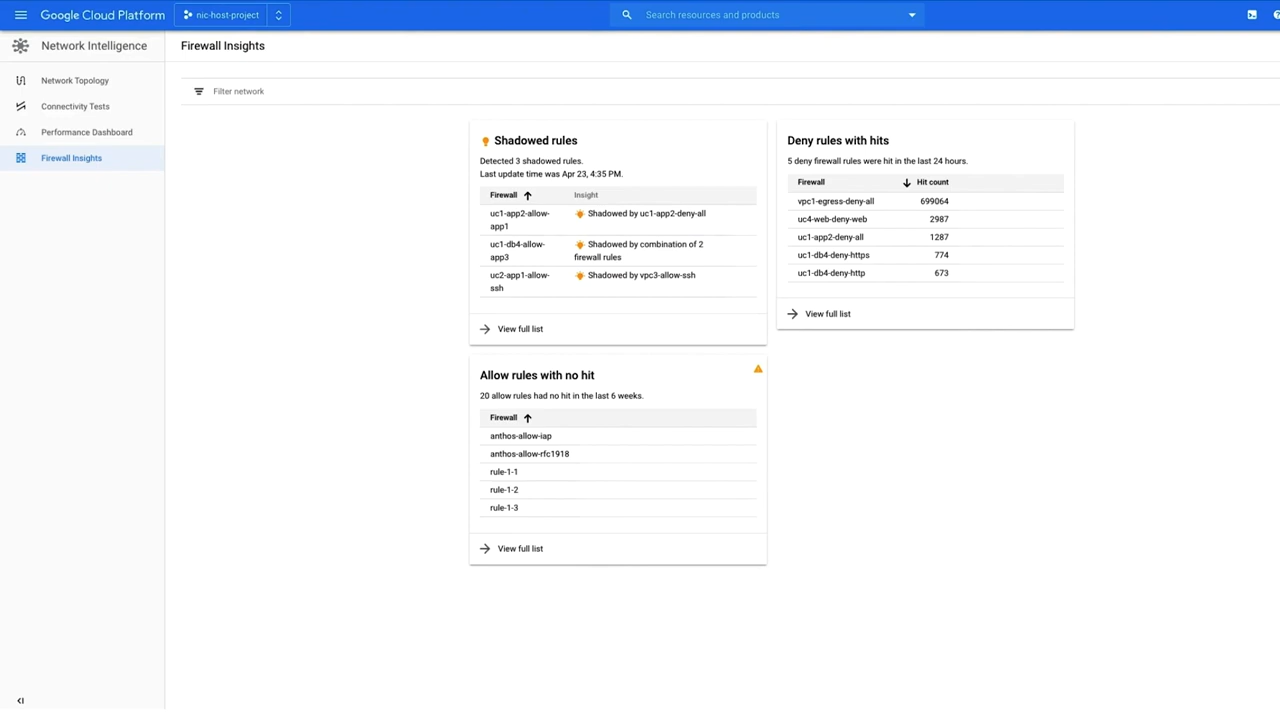 Google Cloud Platform
nic-host-project
Search resources and products
Network Intelligence
Network Topology
Connectivity Tests
Performance Dashboard
Firewall Insights
Firewall Insights
Filter network
Shadowed rules
Detected 3 shadowed rules.
Last update time was Apr 23, 4:35 PM.
Firewall Insight
uc1-app2-allow-
app1
Shadowed by uc1-app2-deny-all
uc1-db4-allow-
app3
Shadowed by combination of 2
firewall rules
uc2-app1-allow-
ssh
Shadowed by vpc3-allow-ssh
View full list
Deny rules with hits
5 deny firewall rules were hit in the last 24 hours.
Firewall Hit count
vpc1-egress-deny-all 699064
uc4-web-deny-web 2987
uc1-app2-deny-all 1287
uc1-db4-deny-https 774
uc1-db4-deny-http 673
View full list
Allow rules with no hit
20 allow rules had no hit in the last 6 weeks.
Firewall
anthos-allow-iap
anthos-allow-rfc1918
rule-1-1
rule-1-2
rule-1-3
View full list